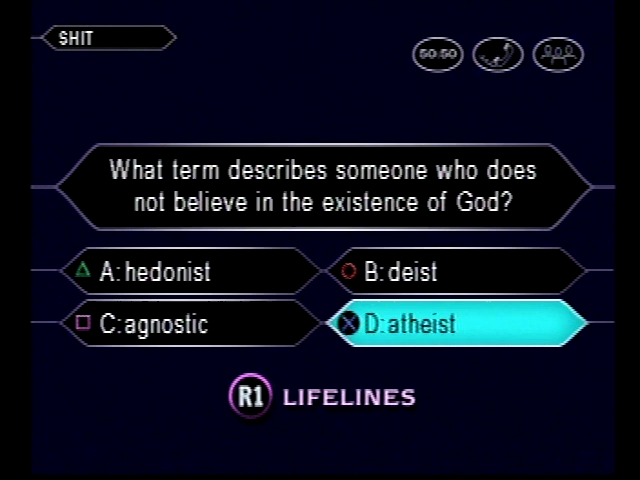 SHIT
50:50
What term describes someone who does
not believe in the existence of God?
A: hedonist
B: deist
C: agnostic
D: atheist
R1 LIFELINES